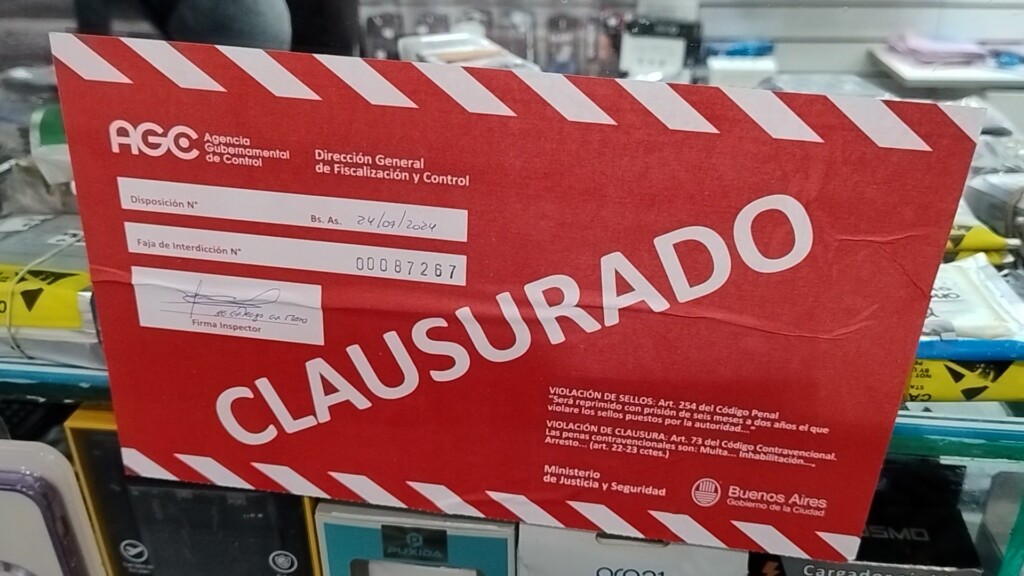 AGC Agencia
Gubernamental
de Control
Dirección General
de Fiscalización y Control
Disposición N°
Bs. As. 24/07/2024
Faja de Interdicción N°
00087267
Firma Inspector
CLAUSURADO
VIOLACIÓN DE SELLOS: Art. 254 del Código Penal
"Será reprimido con prisión de seis meses a dos años el que
violare los sellos puestos por la autoridad..."
VIOLACIÓN DE CLAUSURA: Art. 73 del Código Contravencional.
Las penas contravencionales son: Multa... Inhabilitación...,
Arresto... (art. 22-23 cctes.)
Ministerio
de Justicia y Seguridad
Buenos Aires
Gobierno de la Ciudad
PUXIDA
Cargador